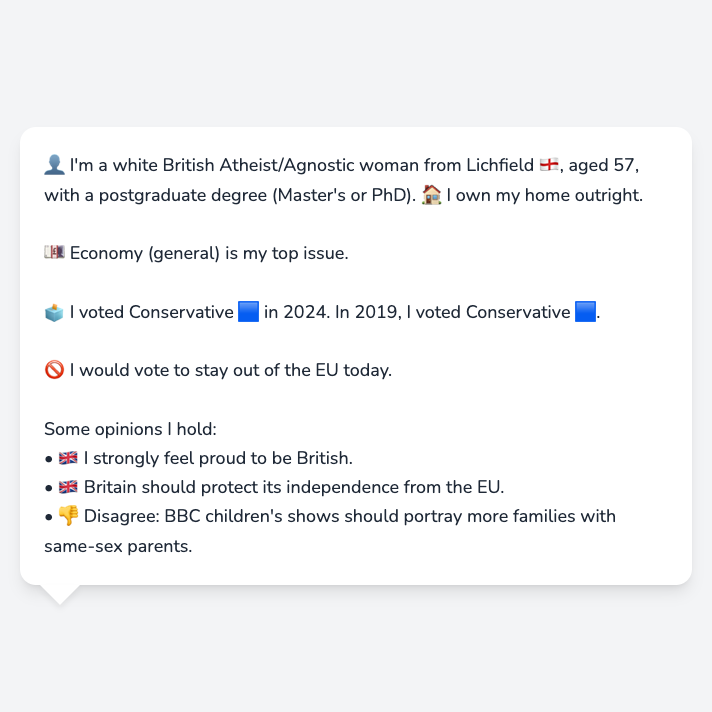 👤 I'm a white British Atheist/Agnostic woman from Lichfield 🏴󠁧󠁢󠁥󠁮󠁧󠁿, aged 57,
with a postgraduate degree (Master's or PhD). 🏠 I own my home outright.
💷 Economy (general) is my top issue.
🗳️ I voted Conservative 🟦 in 2024. In 2019, I voted Conservative 🟦.
🚫 I would vote to stay out of the EU today.
Some opinions I hold:
• 🇬🇧 I strongly feel proud to be British.
• 🇬🇧 Britain should protect its independence from the EU.
• 👎 Disagree: BBC children's shows should portray more families with
same-sex parents.